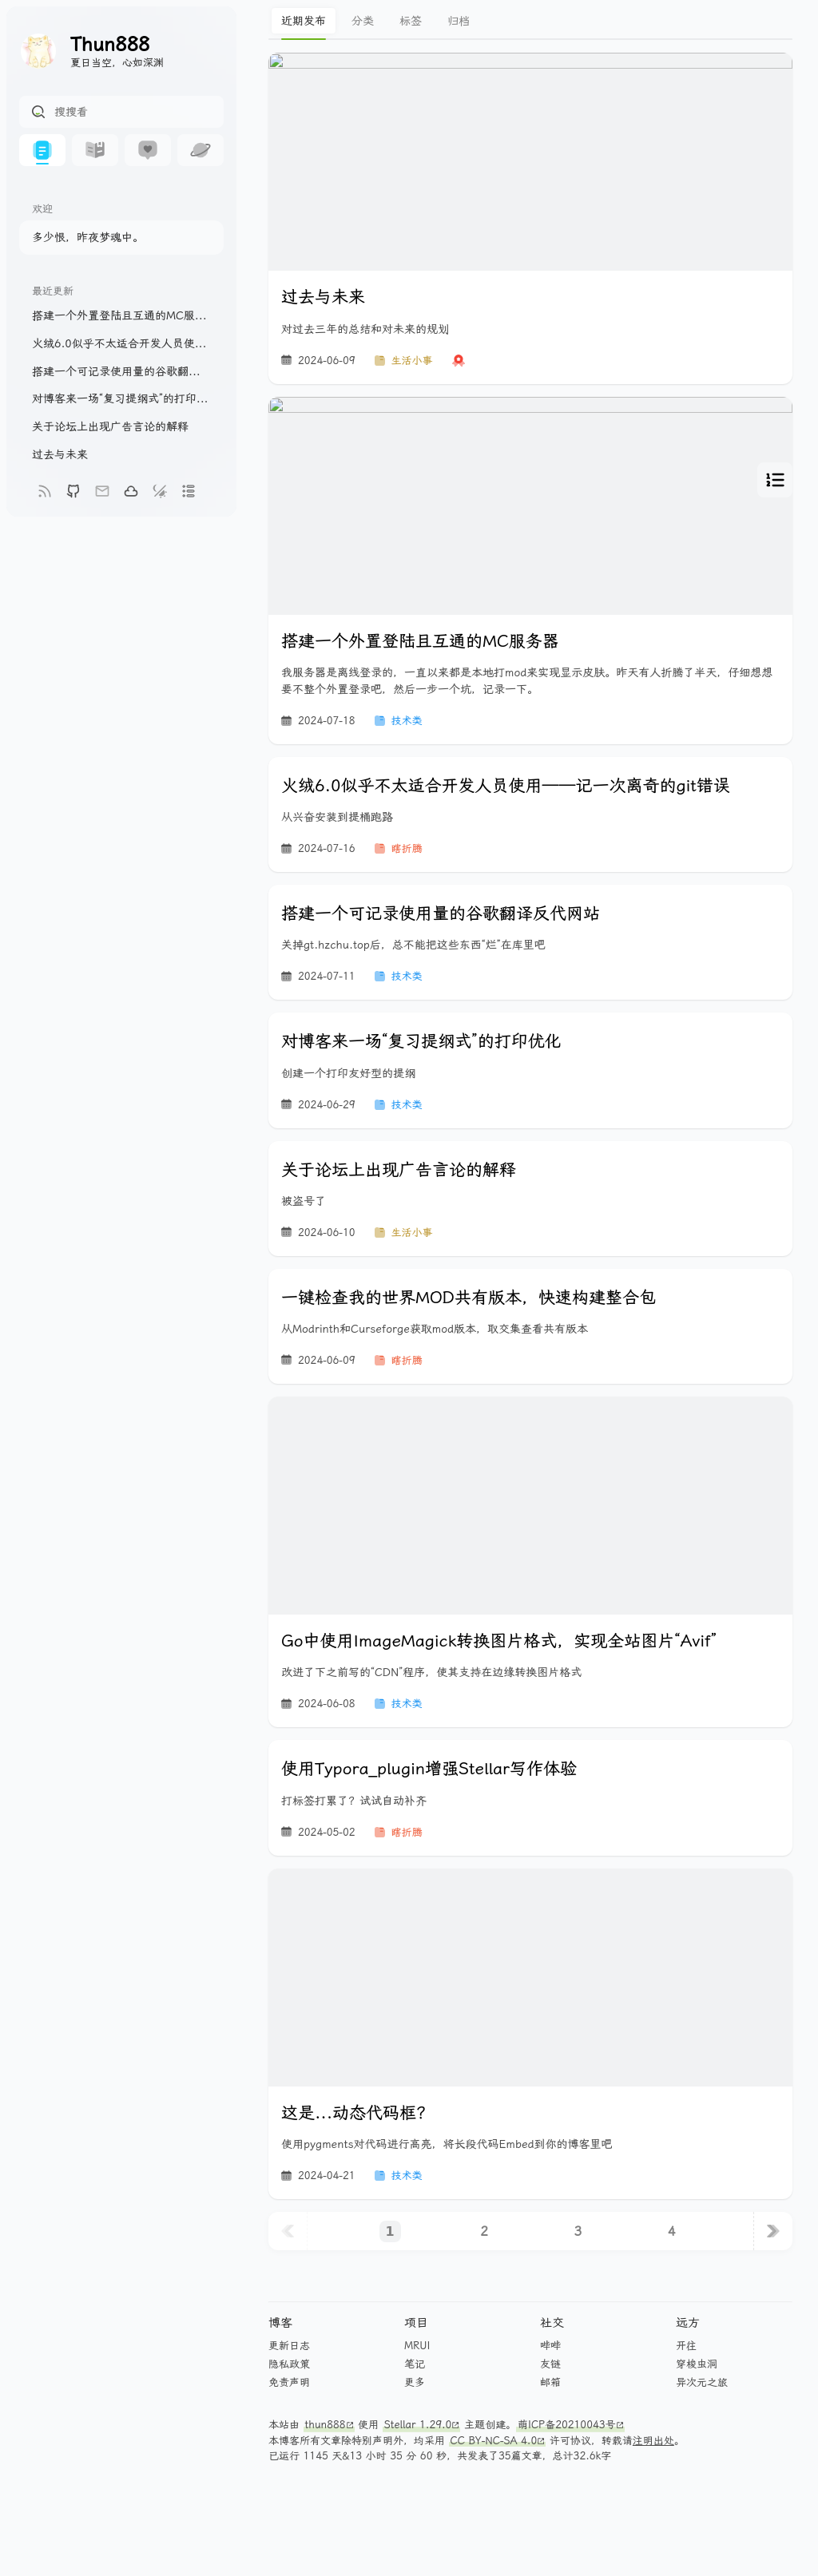 Thun888
夏日当空，心如深渊
搜搜看
欢迎
多少恨，昨夜梦魂中。
最近更新
搭建一个外置登陆且互通的MC服...
火绒6.0似乎不太适合开发人员使...
搭建一个可记录使用量的谷歌翻...
对博客来一场“复习提纲式”的打印...
关于论坛上出现广告言论的解释
过去与未来
近期发布 分类 标签 归档
过去与未来
对过去三年的总结和对未来的规划
2024-06-09 生活小事
搭建一个外置登陆且互通的MC服务器
我服务器是离线登录的，一直以来都是本地打mod来实现显示皮肤。昨天有人折腾了半天，仔细想想
要不整个外置登录吧，然后一步一个坑，记录一下。
2024-07-18 技术类
火绒6.0似乎不太适合开发人员使用——记一次离奇的git错误
从兴奋安装到提桶跑路
2024-07-16 瞎折腾
搭建一个可记录使用量的谷歌翻译反代网站
关掉gt.hzchu.top后，总不能把这些东西“烂”在库里吧
2024-07-11 技术类
对博客来一场“复习提纲式”的打印优化
创建一个打印友好型的提纲
2024-06-29 技术类
关于论坛上出现广告言论的解释
被盗号了
2024-06-10 生活小事
一键检查我的世界MOD共有版本，快速构建整合包
从Modrinth和Curseforge获取mod版本，取交集查看共有版本
2024-06-09 瞎折腾
Go中使用ImageMagick转换图片格式，实现全站图片“Avif”
改进了下之前写的“CDN”程序，使其支持在边缘转换图片格式
2024-06-08 技术类
使用Typora_plugin增强Stellar写作体验
打标签打累了？试试自动补齐
2024-05-02 瞎折腾
这是...动态代码框？
使用pygments对代码进行高亮，将长段代码Embed到你的博客里吧
2024-04-21 技术类
1 2 3 4
博客 项目 社交 远方
更新日志 MRUI 哔哔 开往
隐私政策 笔记 友链 穿梭虫洞
免责声明 更多 邮箱 异次元之旅
本站由 thun888 使用 Stellar 1.29.0 主题创建。萌ICP备20210043号
本博客所有文章除特别声明外，均采用 CC BY-NC-SA 4.0 许可协议，转载请注明出处。
已运行 1145 天&13 小时 35 分 60 秒，共发表了35篇文章，总计32.6k字